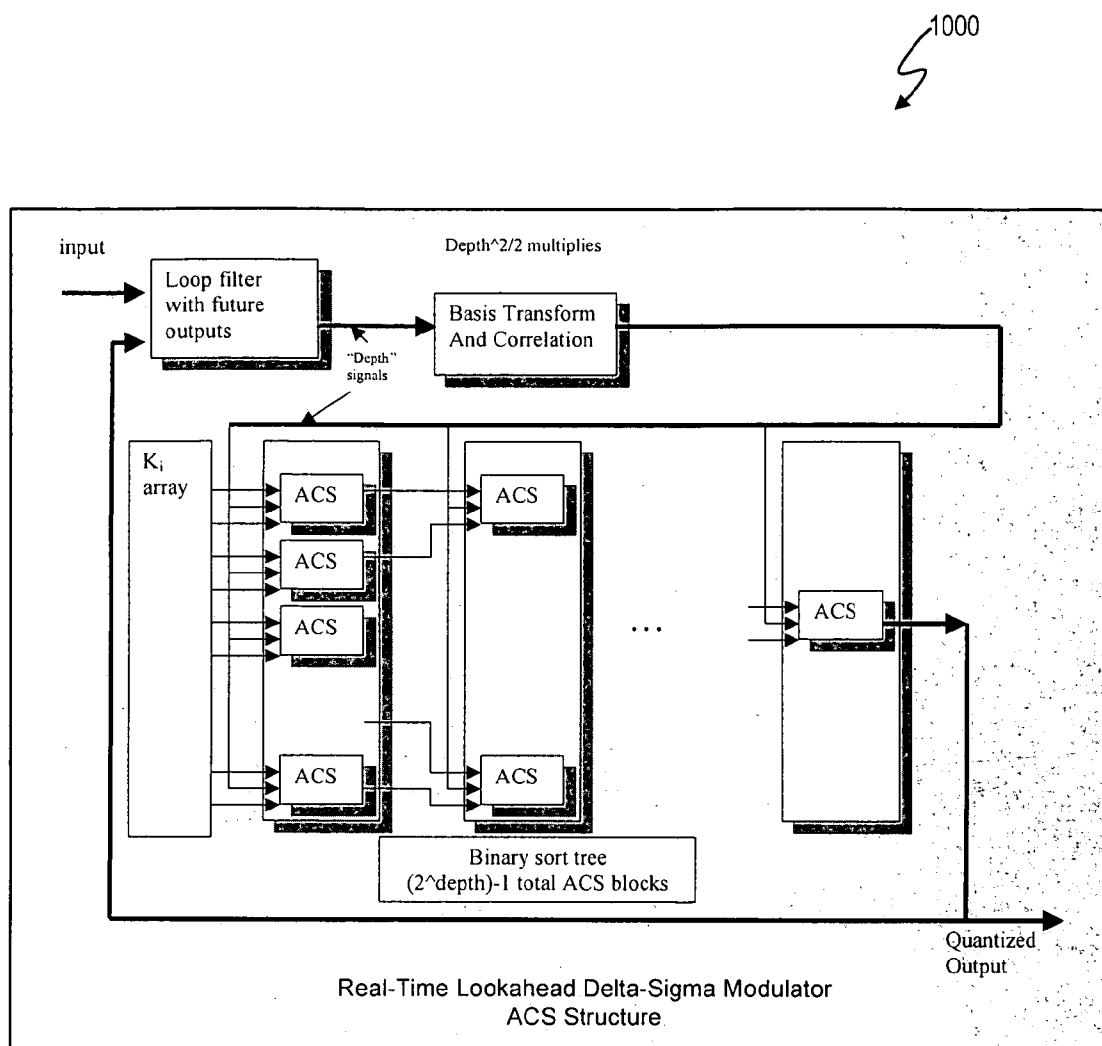 1000
input
Depth^2/2 multiplies
Loop filter
with future
outputs
Basis Transform
And Correlation
"Depth"
signals
Ki
array
ACS
ACS
ACS
ACS
ACS
ACS
ACS
...
Binary sort tree
(2^depth)-1 total ACS blocks
Quantized
Output
Real-Time Lookahead Delta-Sigma Modulator
ACS Structure